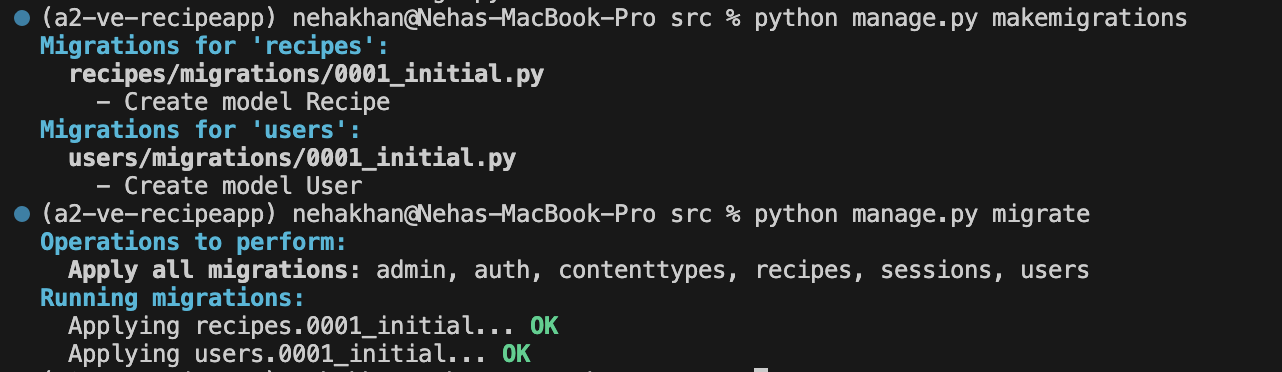 (a2-ve-recipeapp) nehakhan@Nehas-MacBook-Pro src % python manage.py makemigrations
Migrations for 'recipes':
recipes/migrations/0001_initial.py
- Create model Recipe
Migrations for 'users':
users/migrations/0001_initial.py
- Create model User
(a2-ve-recipeapp) nehakhan@Nehas-MacBook-Pro src % python manage.py migrate
Operations to perform:
Apply all migrations: admin, auth, contenttypes, recipes, sessions, users
Running migrations:
Applying recipes.0001_initial... OK
Applying users.0001_initial... OK